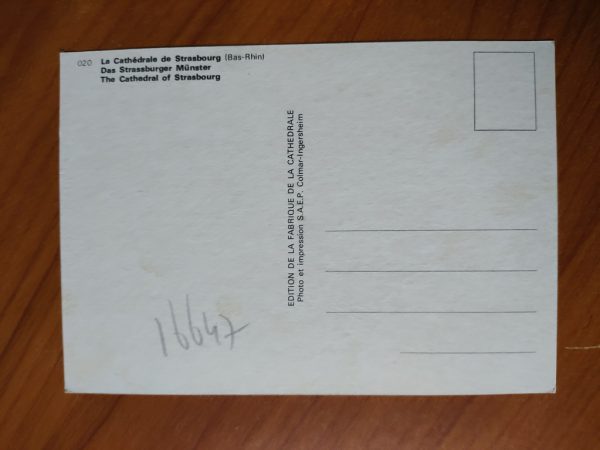 020 La Cathédrale de Strasbourg (Bas-Rhin)
Das Strassburger Münster
The Cathedral of Strasbourg
EDITION DE LA FABRIQUE DE LA CATHEDRALE
Photo et impression S.A.E.P. Colmar-Ingersheim
16647